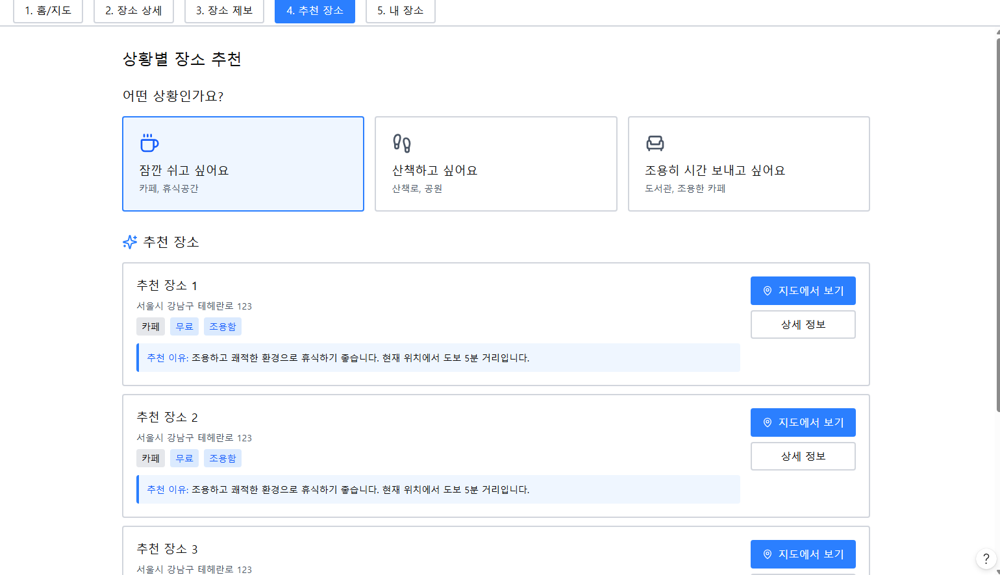 1. 홈/지도 2. 장소 상세 3. 장소 제보 4. 추천 장소 5. 내 장소
상황별 장소 추천
어떤 상황인가요?
잠깐 쉬고 싶어요
카페, 휴식공간
산책하고 싶어요
산책로, 공원
조용히 시간 보내고 싶어요
도서관, 조용한 카페
추천 장소
추천 장소 1
서울시 강남구 테헤란로 123
카페 무료 조용함
추천 이유: 조용하고 쾌적한 환경으로 휴식하기 좋습니다. 현재 위치에서 도보 5분 거리입니다.
지도에서 보기
상세 정보
추천 장소 2
서울시 강남구 테헤란로 123
카페 무료 조용함
추천 이유: 조용하고 쾌적한 환경으로 휴식하기 좋습니다. 현재 위치에서 도보 5분 거리입니다.
지도에서 보기
상세 정보
추천 장소 3
서울시 강남구 테헤란로 123
지도에서 보기
?